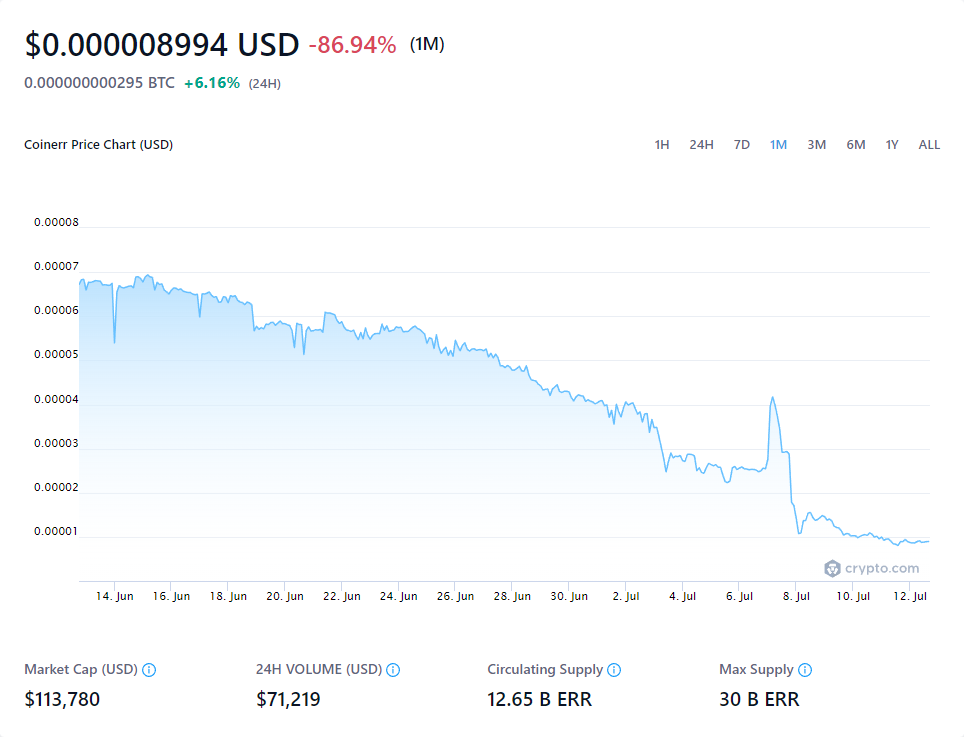 $0.000008994 USD -86.94% (1M)
0.000000000295 BTC +6.16% (24H)
Coinerr Price Chart (USD) 1H 24H 7D 1M 3M 6M 1Y ALL
0.00008
0.00007
0.00006
0.00005
0.00004
0.00003
0.00002
0.00001
crypto.com
14. Jun 16. Jun 18. Jun 20. Jun 22. Jun 24. Jun 26. Jun 28. Jun 30. Jun 2. Jul 4. Jul 6. Jul 8. Jul 10. Jul 12. Jul
Market Cap (USD) 24H VOLUME (USD) Circulating Supply Max Supply
$113,780 $71,219 12.65 B ERR 30 B ERR